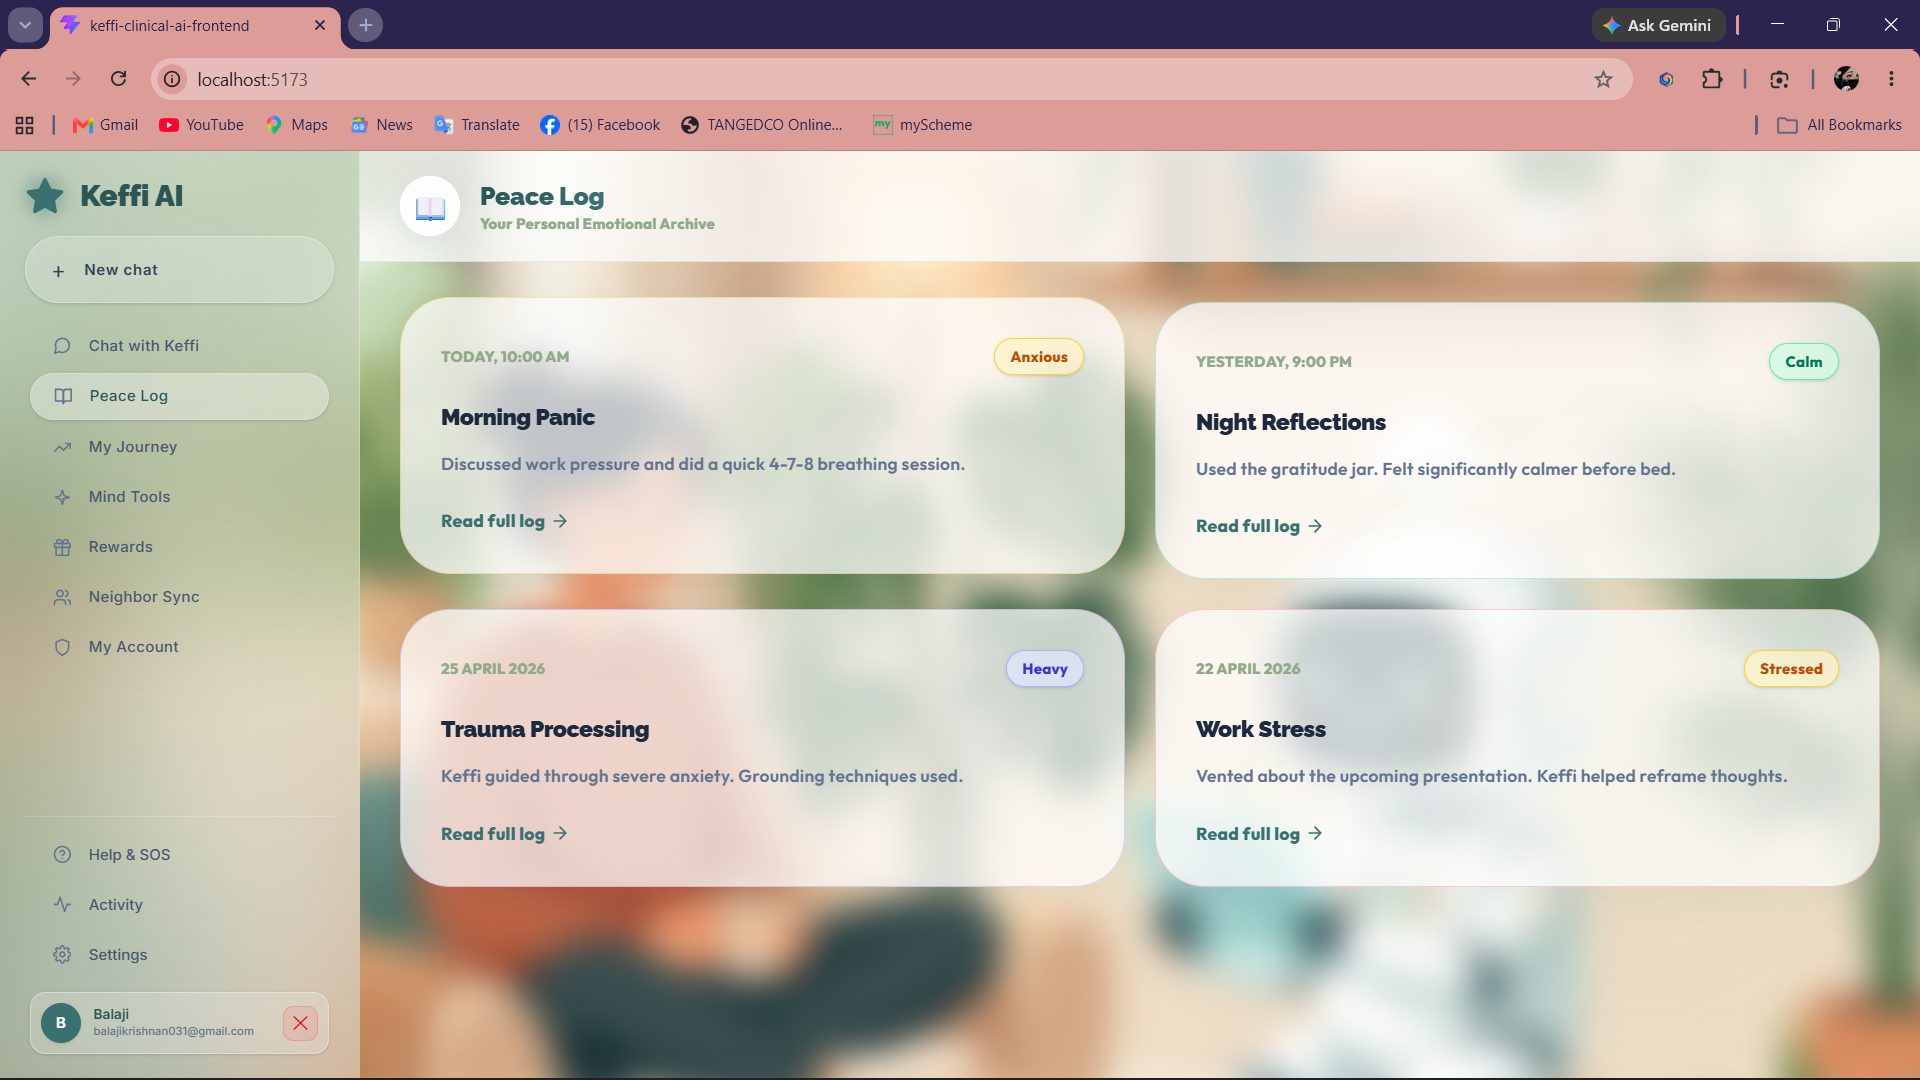 keffi-clinical-ai-frontend
Ask Gemini
localhost:5173
Gmail
YouTube
Maps
News
Translate
(15) Facebook
TANGEDCO Online...
my
myScheme
All Bookmarks
Keffi AI
+ New chat
Chat with Keffi
Peace Log
My Journey
Mind Tools
Rewards
Neighbor Sync
My Account
Help & SOS
Activity
Settings
B
Balaji
balajikrishnan031@gmail.com
Peace Log
Your Personal Emotional Archive
TODAY, 10:00 AM
Anxious
Morning Panic
Discussed work pressure and did a quick 4-7-8 breathing session.
Read full log →
YESTERDAY, 9:00 PM
Calm
Night Reflections
Used the gratitude jar. Felt significantly calmer before bed.
Read full log →
25 APRIL 2026
Heavy
Trauma Processing
Keffi guided through severe anxiety. Grounding techniques used.
Read full log →
22 APRIL 2026
Stressed
Work Stress
Vented about the upcoming presentation. Keffi helped reframe thoughts.
Read full log →